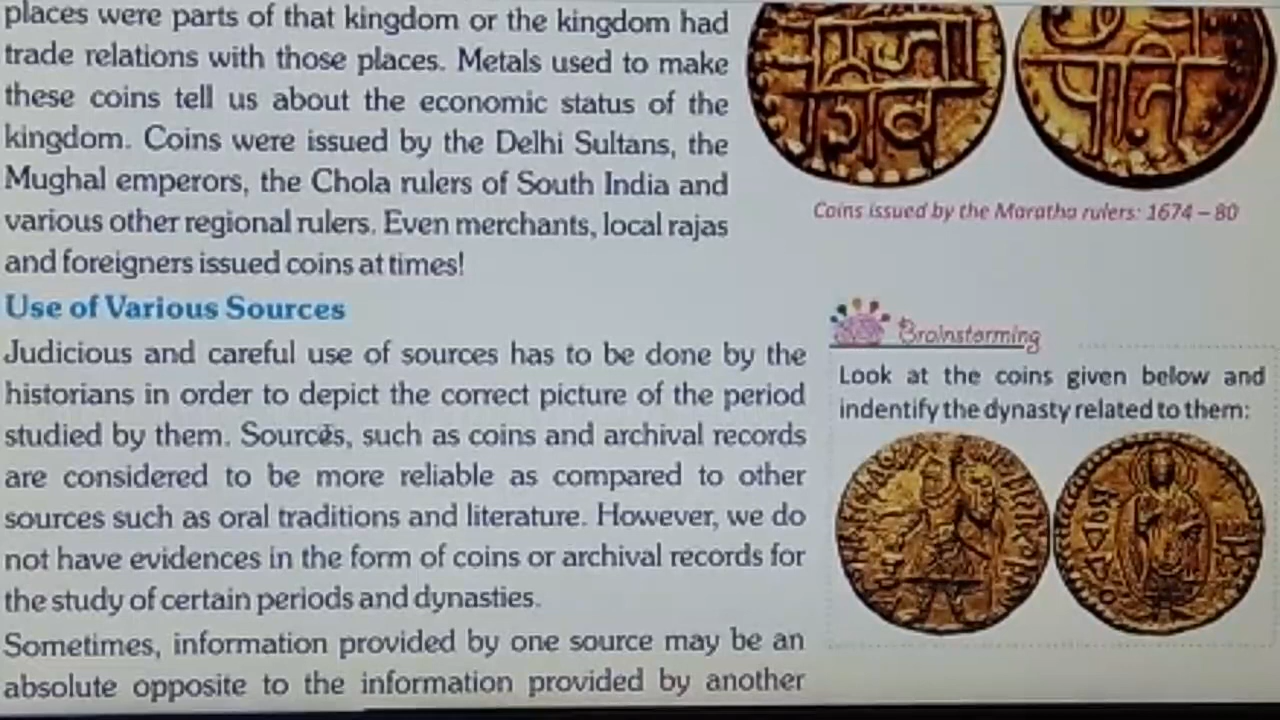 places were parts of that kingdom or the kingdom had
trade relations with those places. Metals used to make
these coins tell us about the economic status of the
kingdom. Coins were issued by the Delhi Sultans, the
Mughal emperors, the Chola rulers of South India and
various other regional rulers. Even merchants, local rajas
and foreigners issued coins at times!
Coins issued by the Maratha rulers: 1674 – 80
Use of Various Sources
Judicious and careful use of sources has to be done by the
historians in order to depict the correct picture of the period
studied by them. Sources, such as coins and archival records
are considered to be more reliable as compared to other
sources such as oral traditions and literature. However, we do
not have evidences in the form of coins or archival records for
the study of certain periods and dynasties.
Sometimes, information provided by one source may be an
absolute opposite to the information provided by another
Brainstorming
Look at the coins given below and
indentify the dynasty related to them: